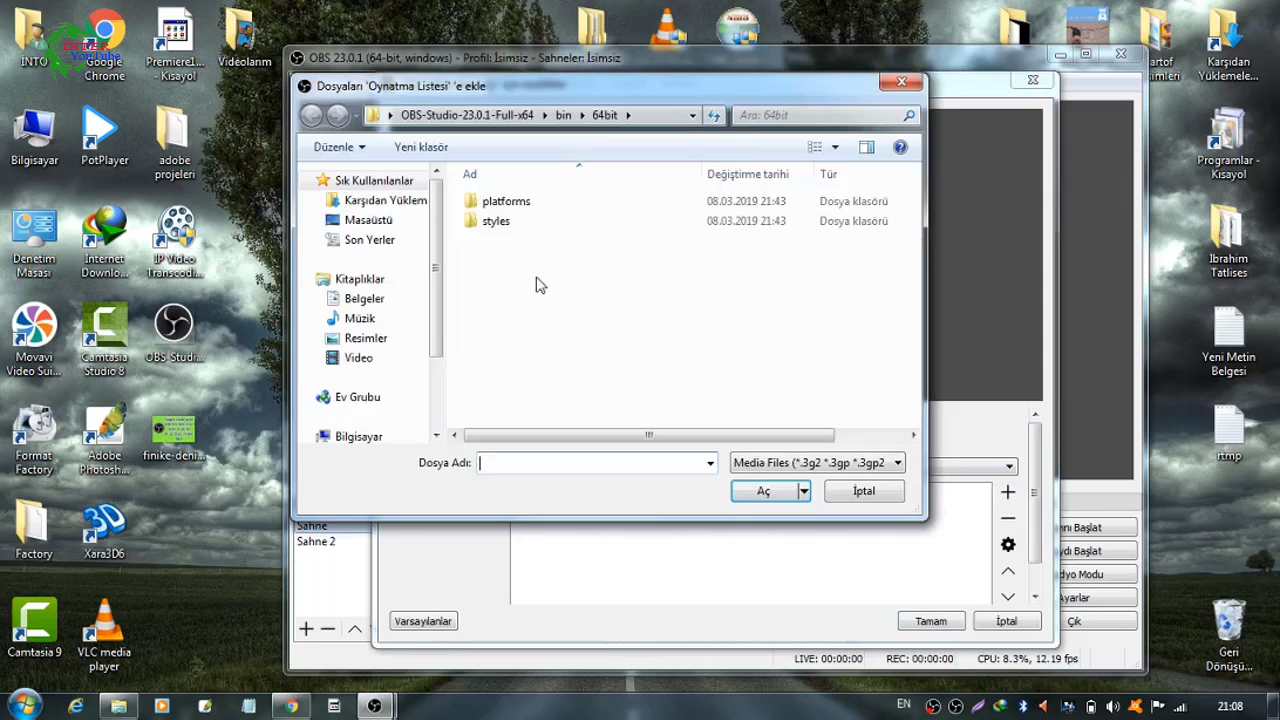 INTER
YouTube
INTO
Google
Chrome
Premiere1...
- Kısayol
Videolarım
Karşıdan
Yüklemele...
Bilgisayar
PotPlayer
adobe
projeleri
Programlar -
Kısayol
Denetim
Masası
Internet
Downlo...
IP Video
Transcodi...
Ibrahim
Tatlises
Movavi
Video Sui...
Camtasia
Studio 8
OBS Studi...
Yeni Metin
Belgesi
Format
Factory
Adobe
Photosh...
finike-deni...
rtmp
Factory
Xara3D6
Camtasia 9
VLC media
player
Geri
Dönüşü...
OBS 23.0.1 (64-bit, windows) - Profil: İsimsiz - Sahneler: İsimsiz
Dosyaları 'Oynatma Listesi' 'e ekle
OBS-Studio-23.0.1-Full-x64
bin
64bit
Ara: 64bit
Düzenle
Yeni klasör
Sık Kullanılanlar
Karşıdan Yüklem
Masaüstü
Son Yerler
Kitaplıklar
Belgeler
Müzik
Resimler
Video
Ev Grubu
Bilgisayar
Ad
Değiştirme tarihi
Tür
platforms
08.03.2019 21:43
Dosya klasörü
styles
08.03.2019 21:43
Dosya klasörü
Dosya Adı:
Media Files (*.3g2 *.3gp *.3gp2
Aç
İptal
Sahne
Sahne 2
Varsayılanlar
Tamam
İptal
Başlat
Başlat
Modu
Ayarlar
Çık
LIVE: 00:00:00
REC: 00:00:00
CPU: 8.3%, 12.19 fps
EN
21:08